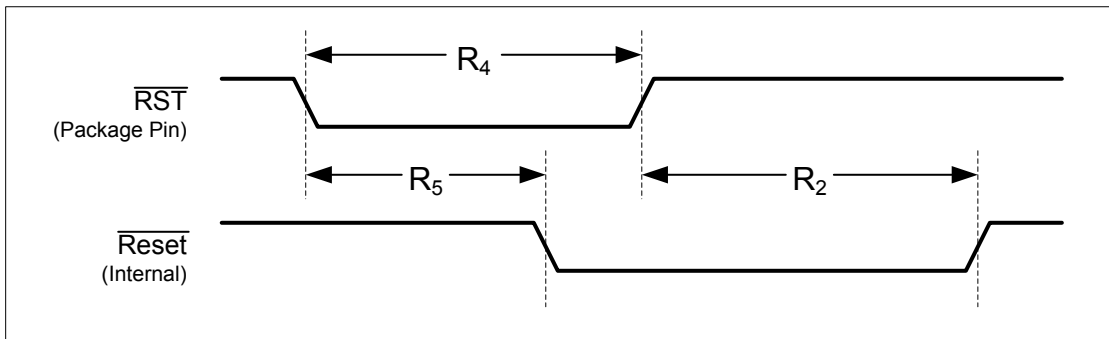 R4
RST
(Package Pin)
R5
R2
Reset
(Internal)